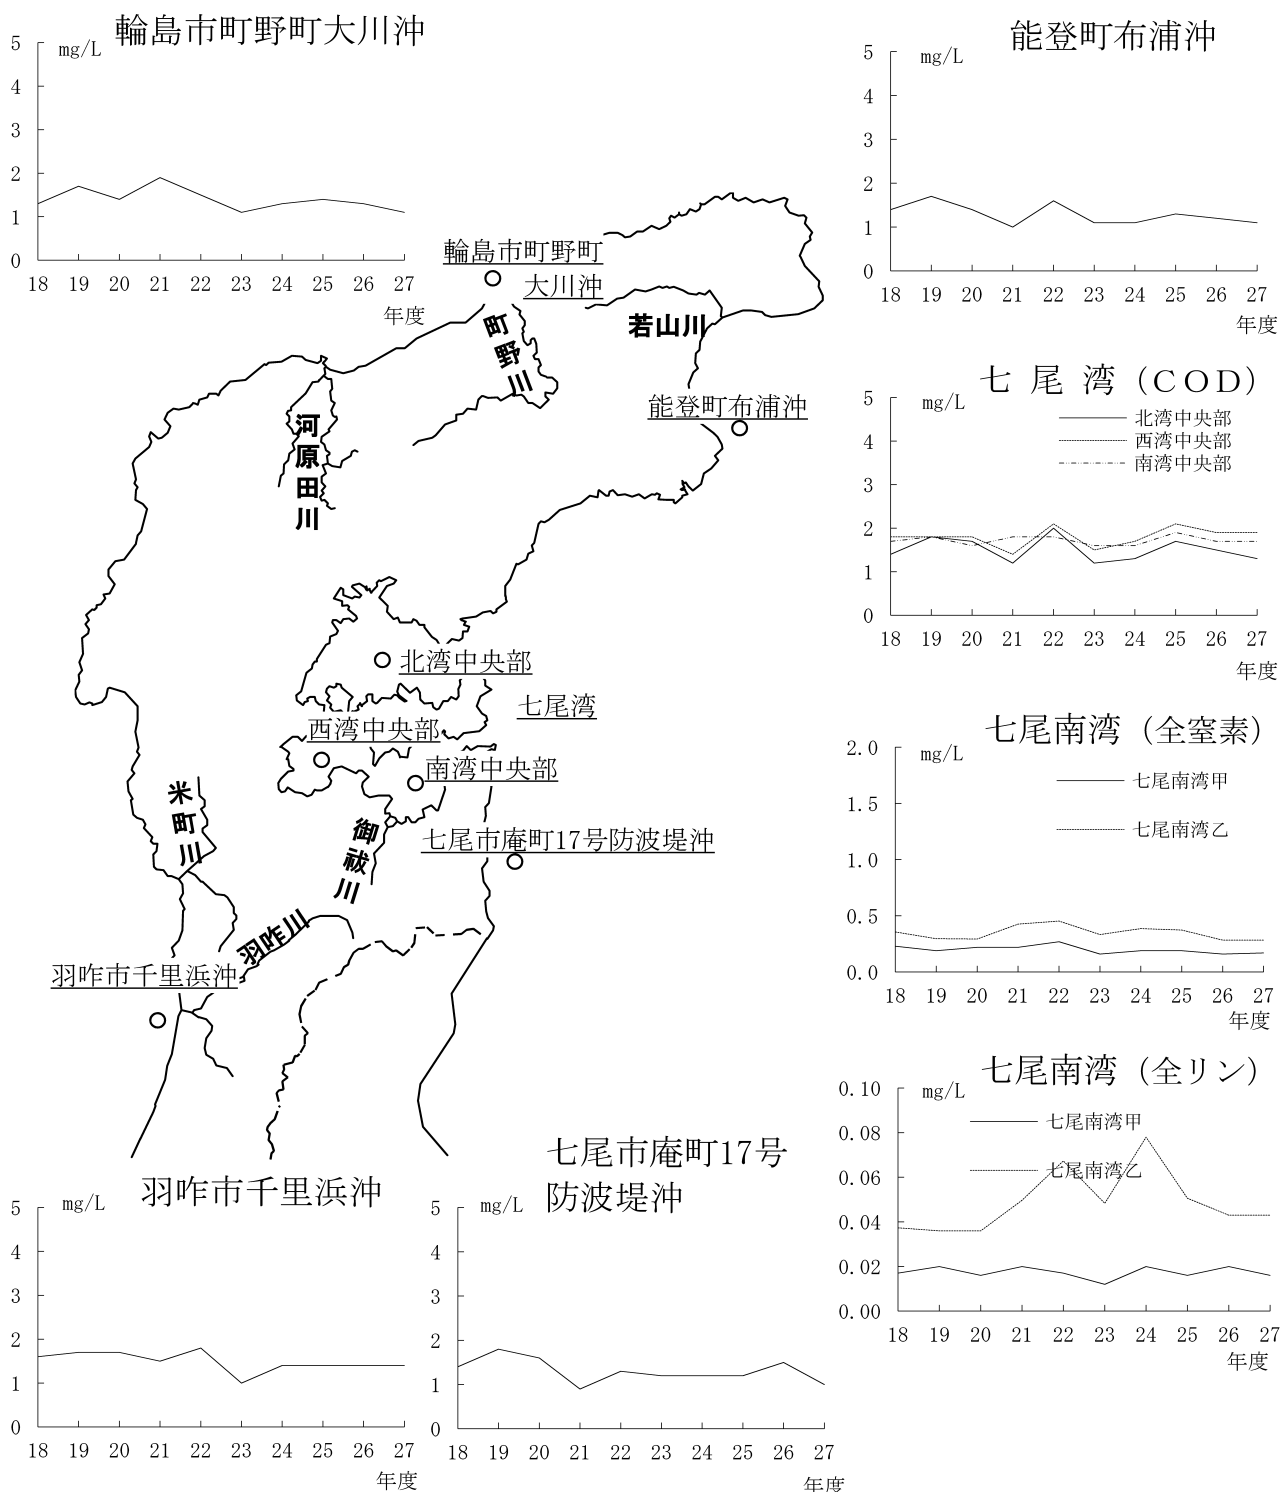 輪島市町野町大川沖
mg/L
5
4
3
2
1
0
18 19 20 21 22 23 24 25 26 27
年度
能登町布浦沖
mg/L
5
4
3
2
1
0
18 19 20 21 22 23 24 25 26 27
年度
輪島市町野町
大川沖
町野川
若山川
能登町布浦沖
河原田川
七尾湾（ＣＯＤ）
mg/L
北湾中央部
西湾中央部
南湾中央部
5
4
3
2
1
0
18 19 20 21 22 23 24 25 26 27
年度
北湾中央部
七尾湾
西湾中央部
南湾中央部
米町川
御祓川
七尾市庵町17号防波堤沖
羽咋川
羽咋市千里浜沖
七尾南湾（全窒素）
mg/L
七尾南湾甲
七尾南湾乙
2.0
1.5
1.0
0.5
0.0
18 19 20 21 22 23 24 25 26 27
年度
七尾南湾（全リン）
mg/L
七尾南湾甲
七尾南湾乙
0.10
0.08
0.06
0.04
0.02
0.00
18 19 20 21 22 23 24 25 26 27
年度
羽咋市千里浜沖
mg/L
5
4
3
2
1
0
18 19 20 21 22 23 24 25 26 27
年度
七尾市庵町17号
防波堤沖
mg/L
5
4
3
2
1
0
18 19 20 21 22 23 24 25 26 27
年度